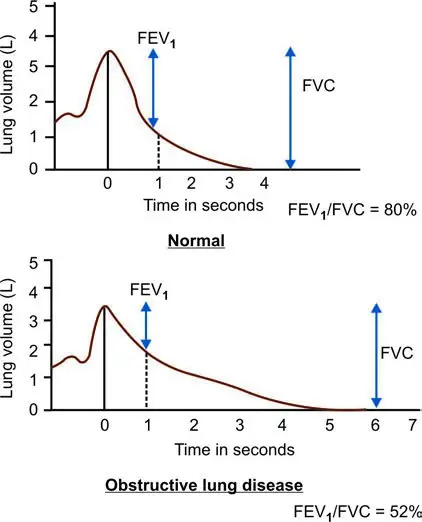 Lung volume (L)
5
4
5
2
1
0
FEV₁
FVC
0 1 2 3 4
Time in seconds
FEV₁/FVC = 80%
Normal
Lung volume (L)
5
4
3
2
1
0
FEV₁
FVC
0 1 2 3 4 5 6 7
Time in seconds
Obstructive lung disease
FEV₁/FVC = 52%